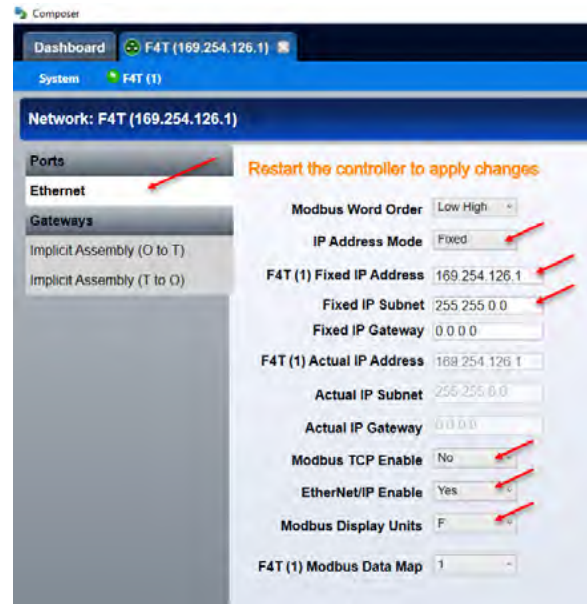 Composer
Dashboard F4T (169.254.126.1)
System F4T (1)
Network: F4T (169.254.126.1)
Ports
Ethernet
Gateways
Implicit Assembly (O to T)
Implicit Assembly (T to O)
Restart the controller to apply changes
Modbus Word Order Low High
IP Address Mode Fixed
F4T (1) Fixed IP Address 169.254.126.1
Fixed IP Subnet 255.255.0.0
Fixed IP Gateway 0.0.0.0
F4T (1) Actual IP Address 169.254.126.1
Actual IP Subnet 255.255.0.0
Actual IP Gateway 0.0.0.0
Modbus TCP Enable No
EtherNet/IP Enable Yes
Modbus Display Units F
F4T (1) Modbus Data Map 1